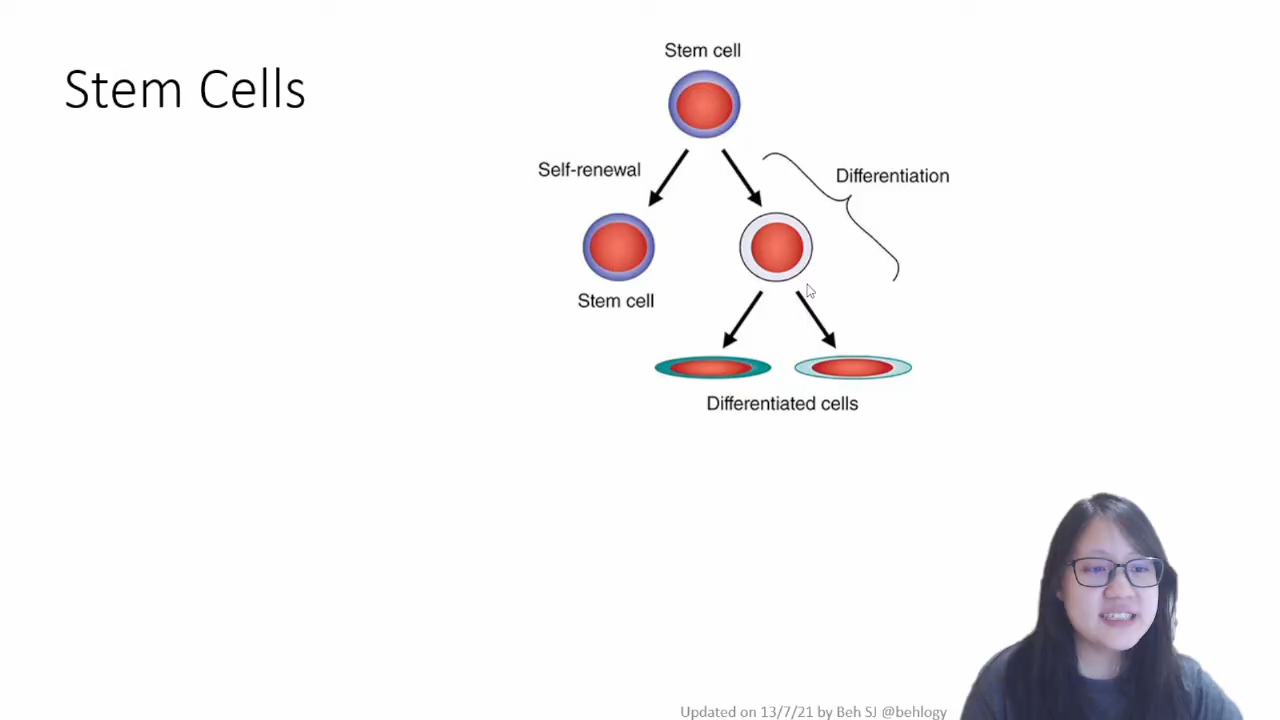 Stem Cells
Stem cell
Self-renewal
Differentiation
Stem cell
Differentiated cells
Updated on 13/7/21 by Beh SJ @behlogy